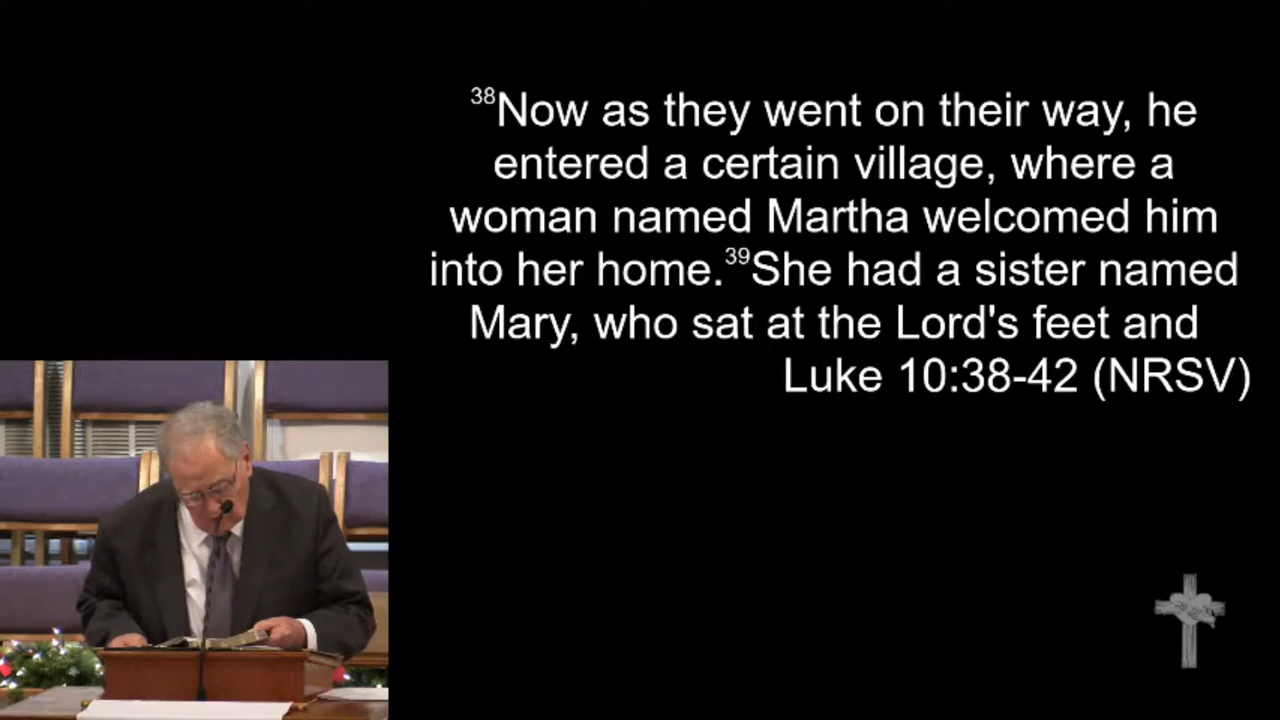 38Now as they went on their way, he
entered a certain village, where a
woman named Martha welcomed him
into her home.39She had a sister named
Mary, who sat at the Lord's feet and
Luke 10:38-42 (NRSV)